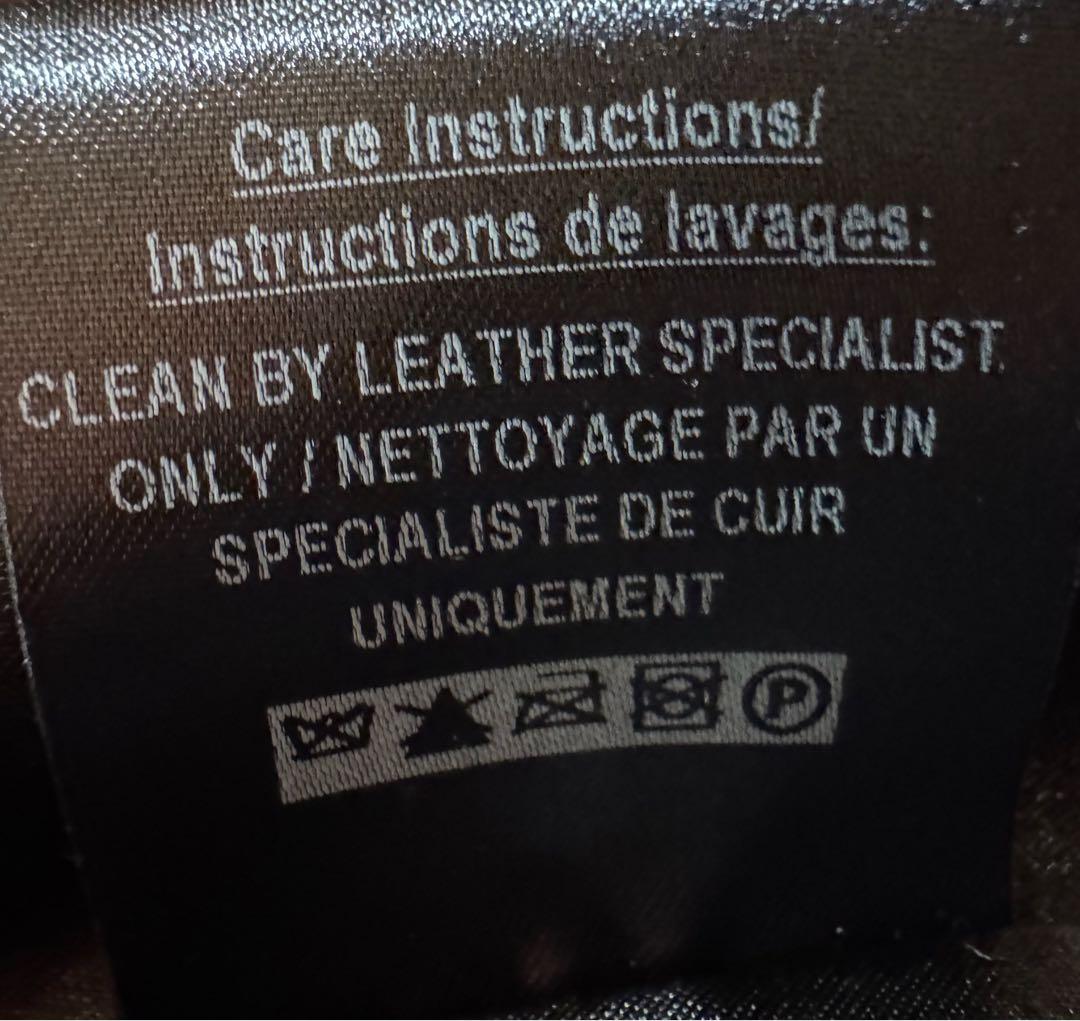 Care Instructions/
Instructions de lavages:
CLEAN BY LEATHER SPECIALIST
ONLY / NETTOYAGE PAR UN
SPECIALISTE DE CUIR
UNIQUEMENT
P